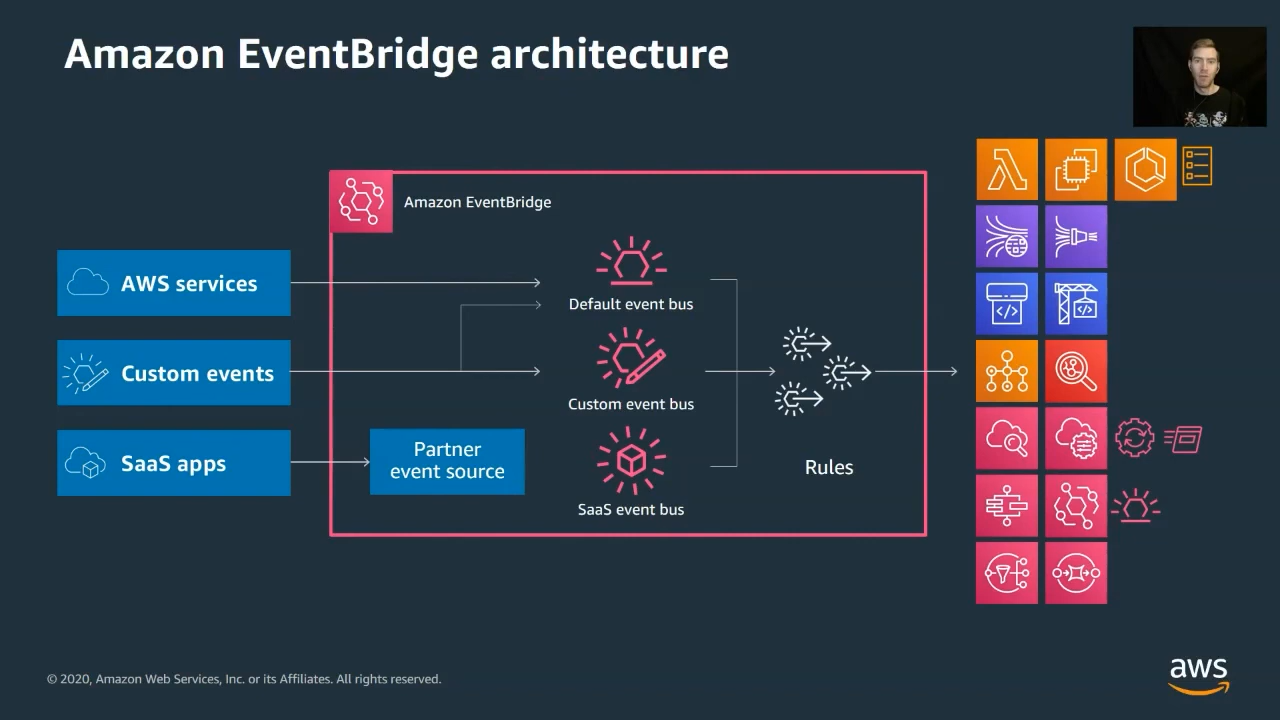 Amazon EventBridge architecture
Amazon EventBridge
AWS services
Custom events
SaaS apps
Partner
event source
Default event bus
Custom event bus
SaaS event bus
Rules
© 2020, Amazon Web Services, Inc. or its Affiliates. All rights reserved.
aws